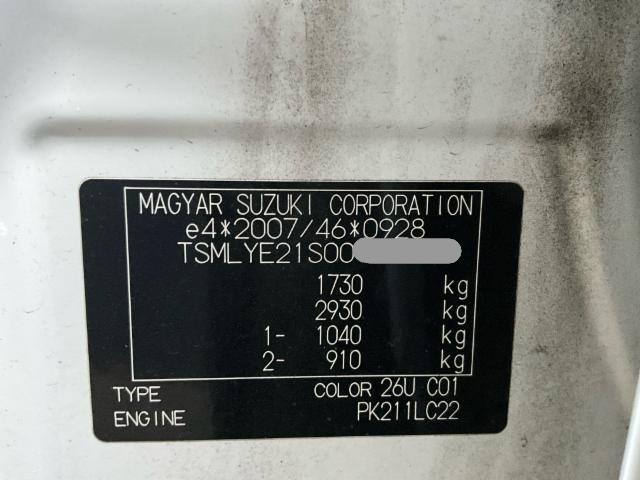 MAGYAR SUZUKI CORPORATION
e4*2007/46*0928
TSMLYE21S00
1730 kg
2930 kg
1- 1040 kg
2- 910 kg
TYPE COLOR 26U C01
ENGINE PK211LC22